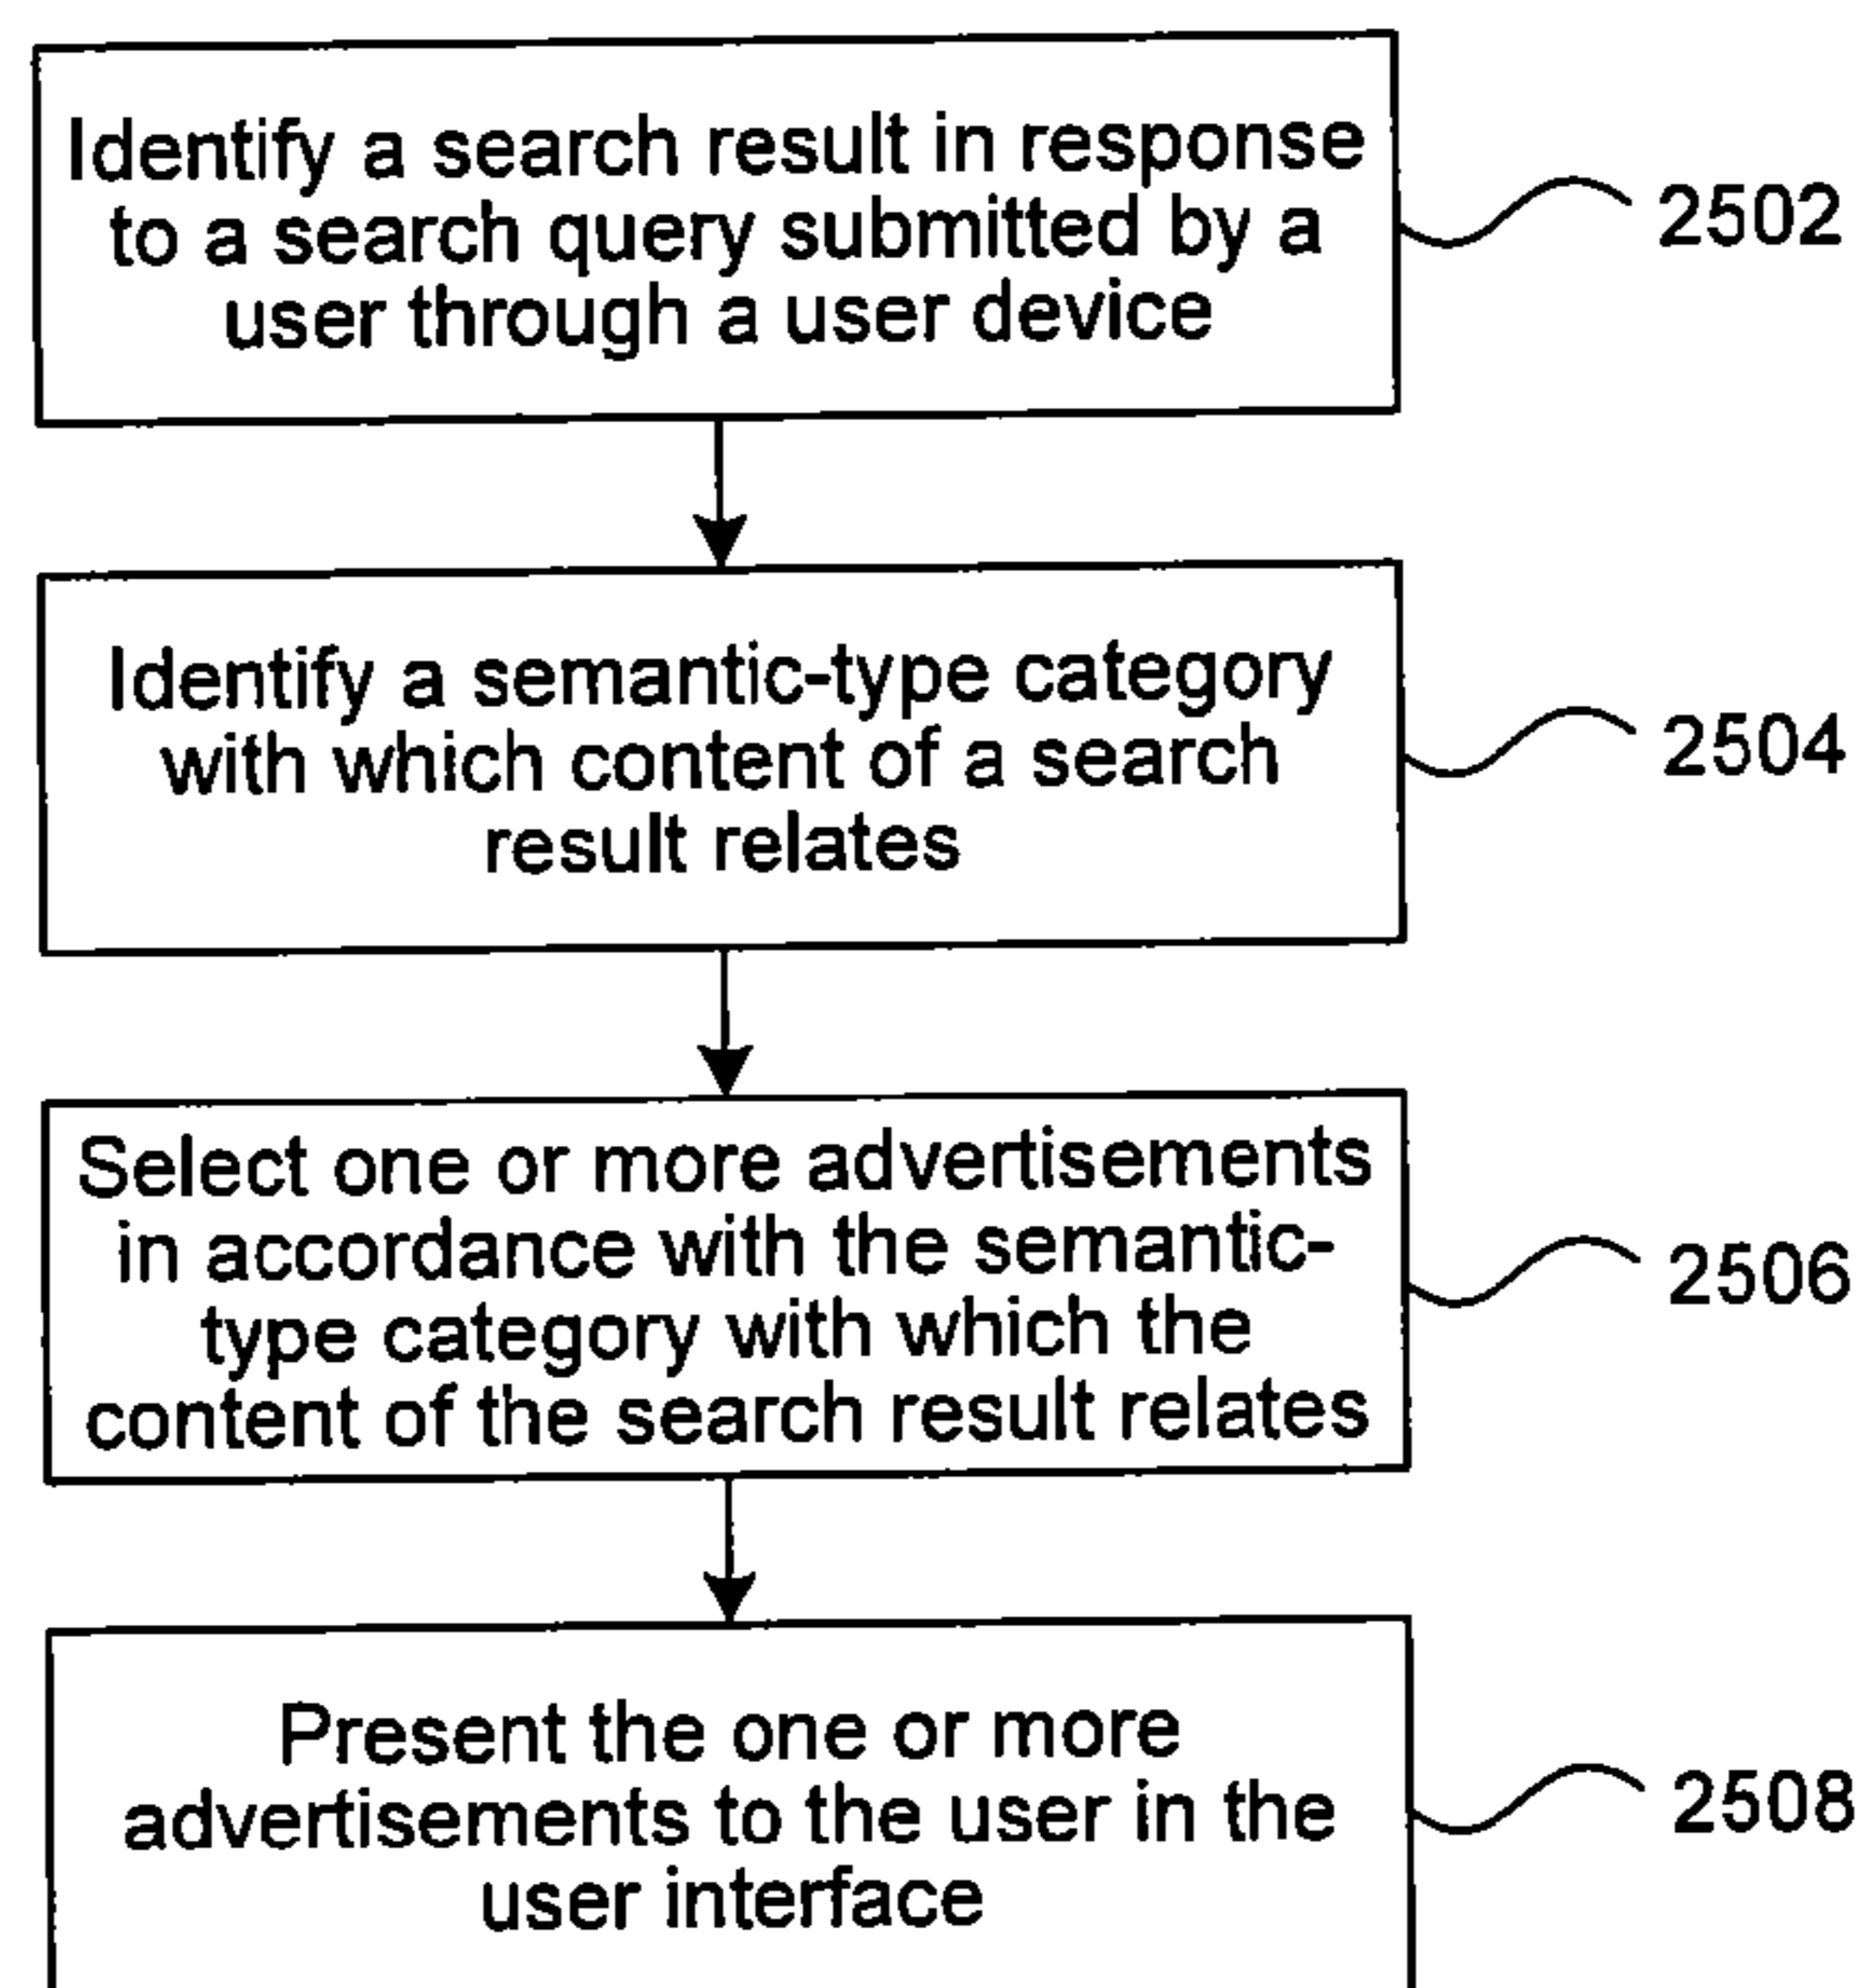 Identify a search result in response
to a search query submitted by a
user through a user device
2502
Identify a semantic-type category
with which content of a search
result relates
2504
Select one or more advertisements
in accordance with the semantic-
type category with which the
content of the search result relates
2506
Present the one or more
advertisements to the user in the
user interface
2508